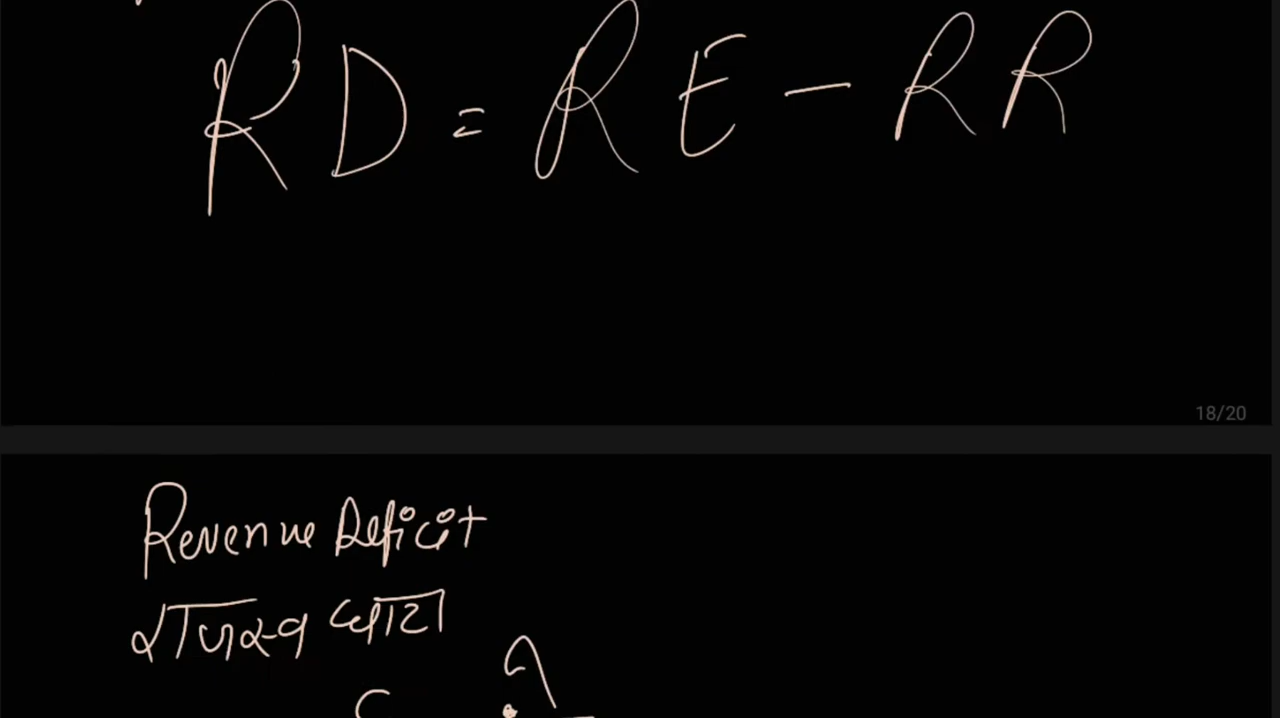 RD = RE - RR
18/20
Revenue Deficit
राजस्व घाटा